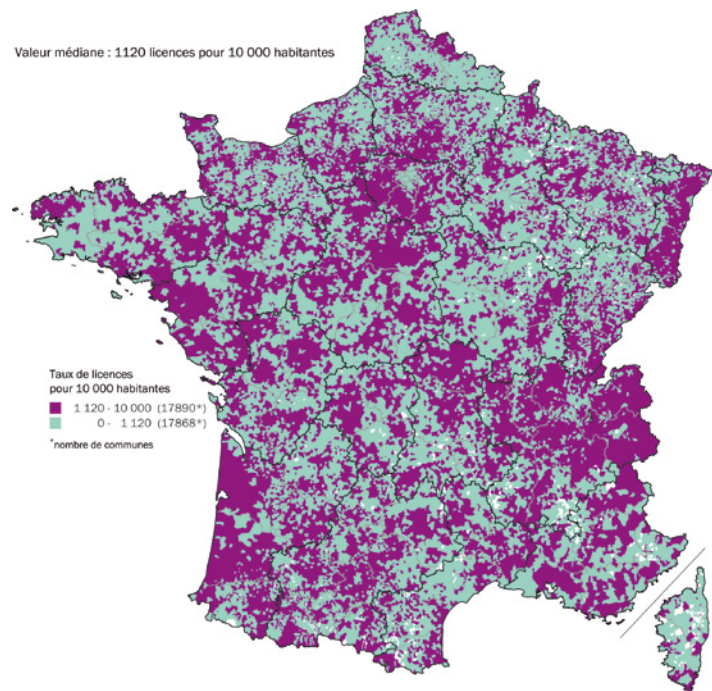 Valeur médiane : 1120 licences pour 10 000 habitantes
Taux de licences
pour 10 000 habitantes
1 120 - 10 000 (17890*)
0 - 1 120 (17868*)
*nombre de communes